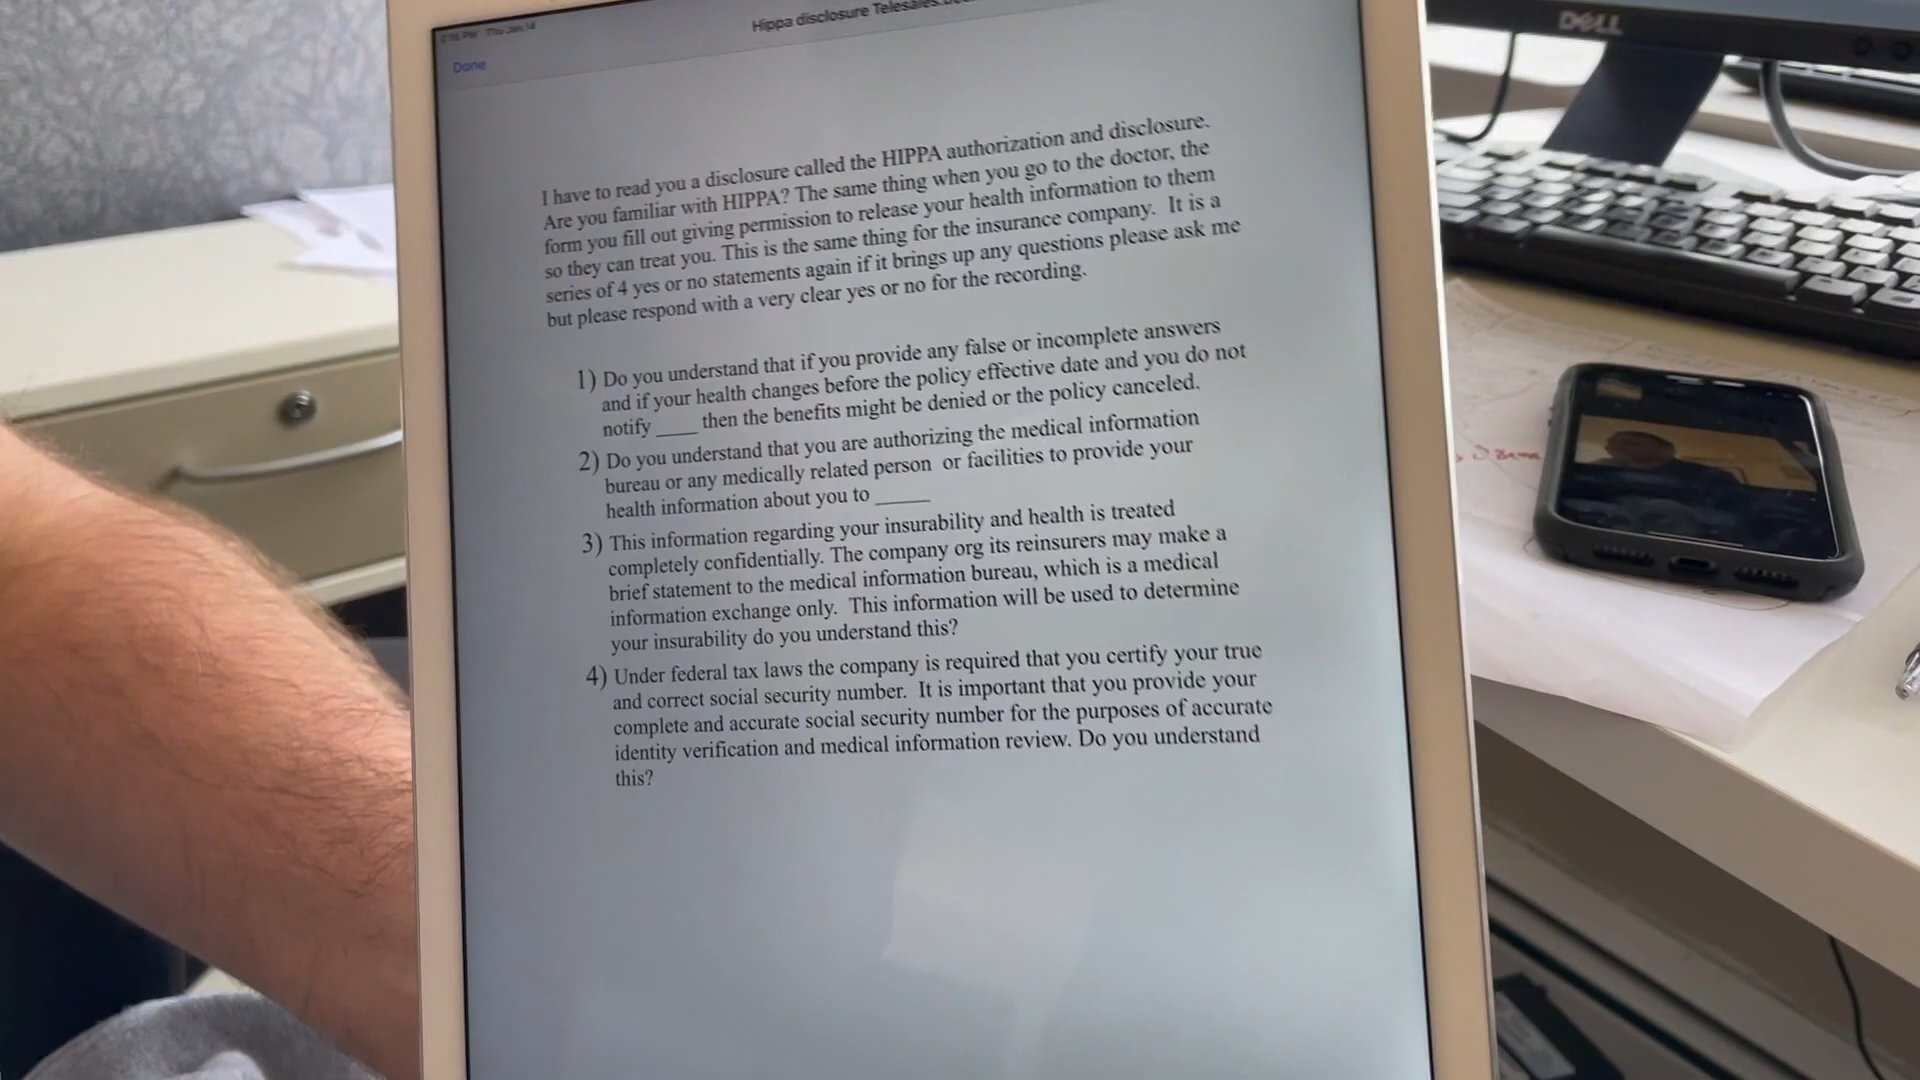 2:16 PM Thu Jan 14
Hippa disclosure Telesales
Done
DELL
I have to read you a disclosure called the HIPPA authorization and disclosure.
Are you familiar with HIPPA? The same thing when you go to the doctor, the
form you fill out giving permission to release your health information to them
so they can treat you. This is the same thing for the insurance company. It is a
series of 4 yes or no statements again if it brings up any questions please ask me
but please respond with a very clear yes or no for the recording.
1) Do you understand that if you provide any false or incomplete answers
and if your health changes before the policy effective date and you do not
notify ____ then the benefits might be denied or the policy canceled.
2) Do you understand that you are authorizing the medical information
bureau or any medically related person or facilities to provide your
health information about you to _____
3) This information regarding your insurability and health is treated
completely confidentially. The company org its reinsurers may make a
brief statement to the medical information bureau, which is a medical
information exchange only. This information will be used to determine
your insurability do you understand this?
4) Under federal tax laws the company is required that you certify your true
and correct social security number. It is important that you provide your
complete and accurate social security number for the purposes of accurate
identity verification and medical information review. Do you understand
this?